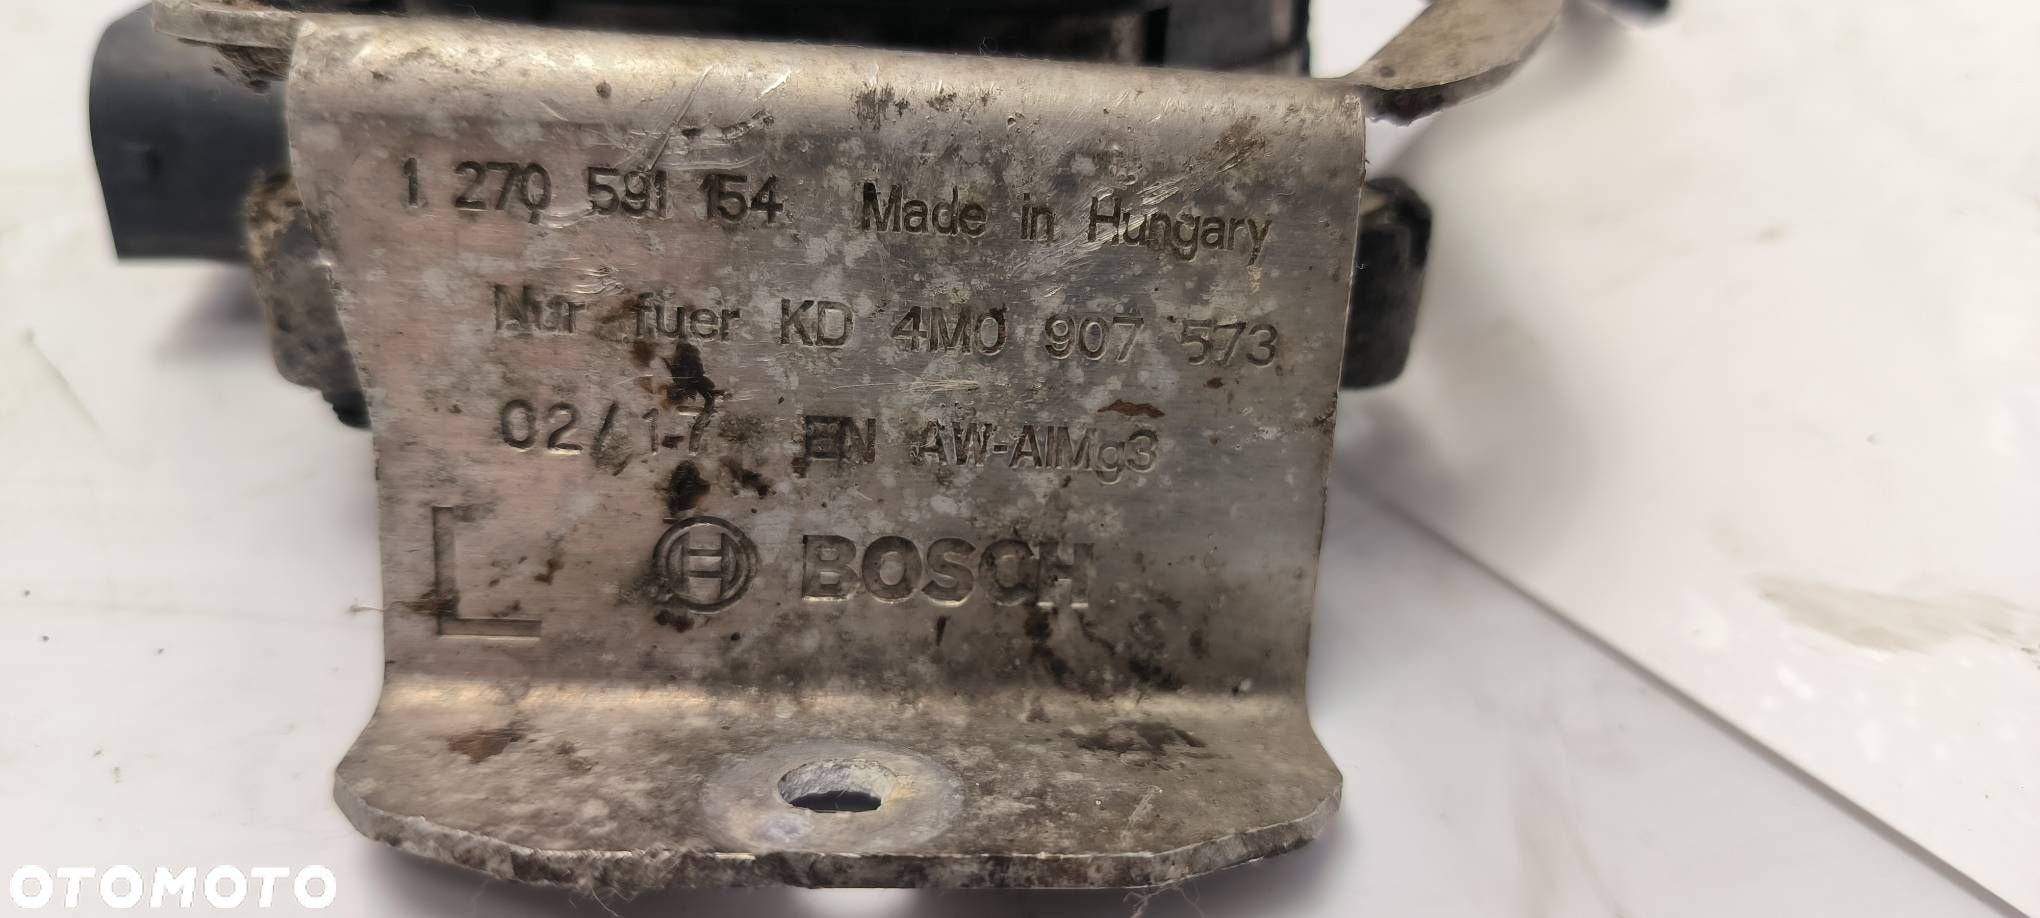 1 270 591 154 Made in Hungary
Nur fuer KD 4M0 907 573
02/17 EN AW-AlMg3
BOSCH
OTOMOTO